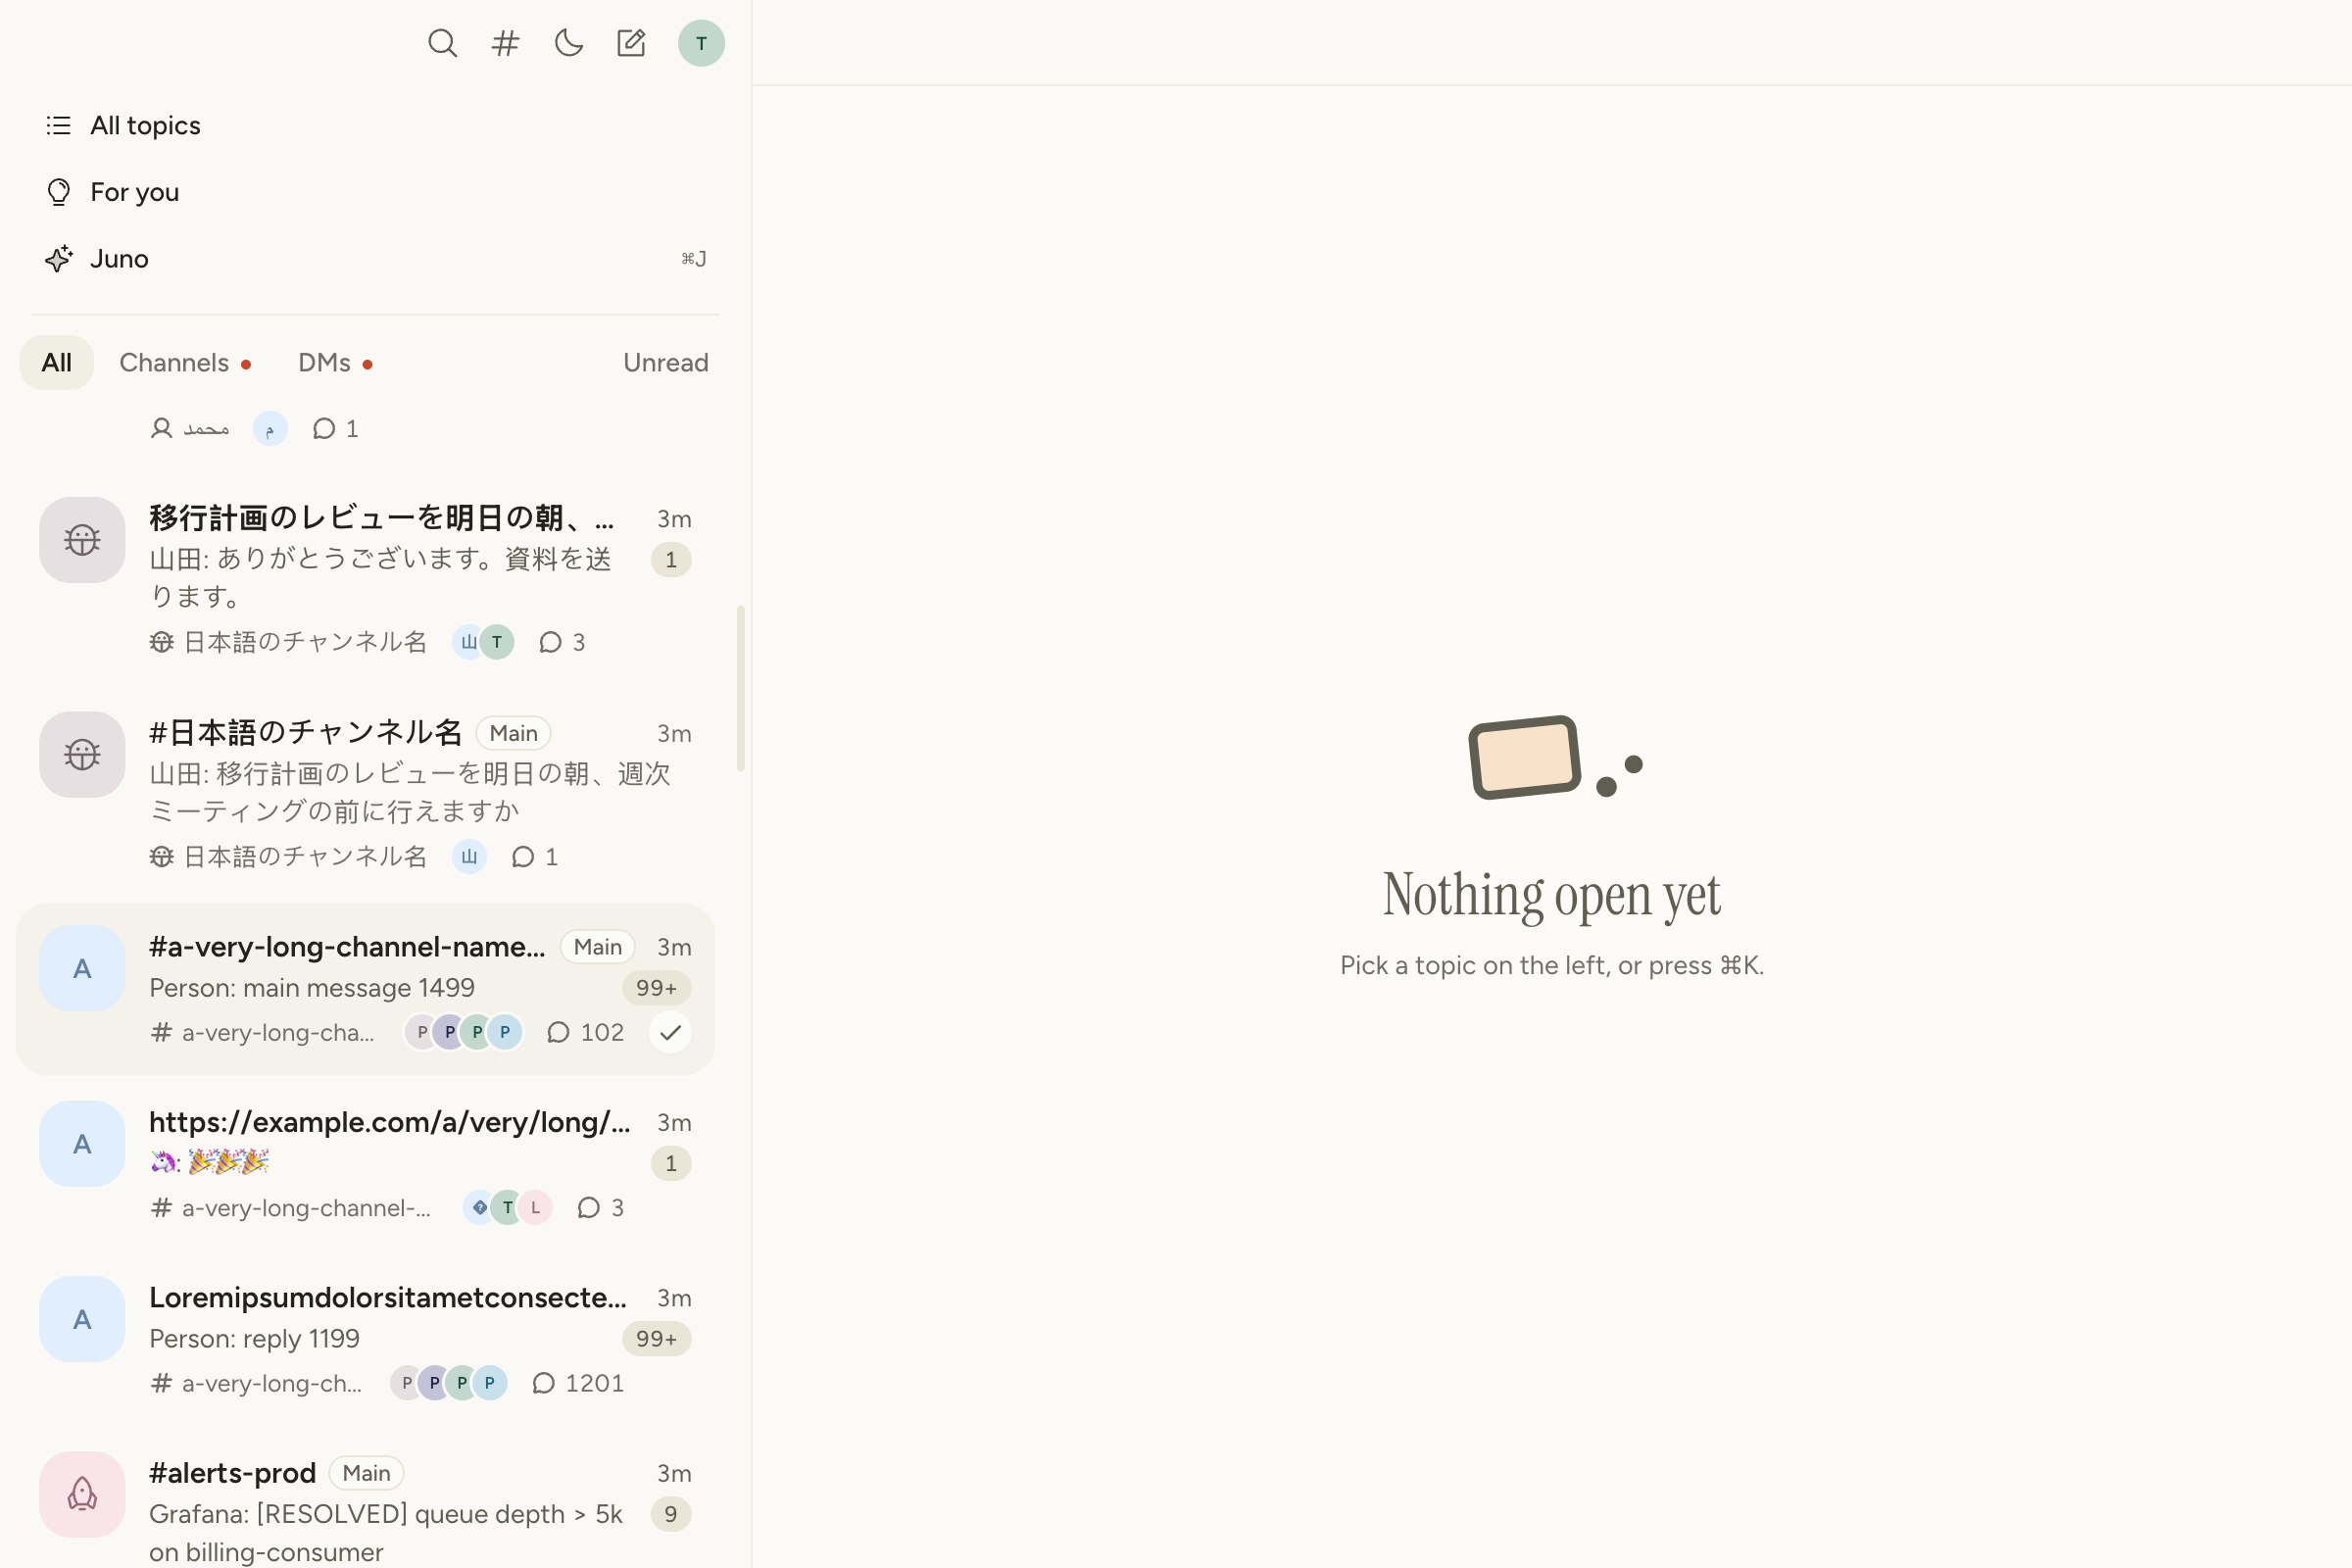 T
All topics
For you
Juno ⌘J
All Channels DMs Unread
محمد م 1
移行計画のレビューを明日の朝、... 3m
山田: ありがとうございます。資料を送 1
ります。
日本語のチャンネル名 山 T 3
#日本語のチャンネル名 Main 3m
山田: 移行計画のレビューを明日の朝、週次
ミーティングの前に行えますか
日本語のチャンネル名 山 1
#a-very-long-channel-name... Main 3m
Person: main message 1499 99+
# a-very-long-cha... P P P P 102
A
https://example.com/a/very/long/... 3m
🦄: 🎉🎉🎉 1
A
# a-very-long-channel-... T L 3
Loremipsumdolorsitametconsecte... 3m
Person: reply 1199 99+
A
# a-very-long-ch... P P P P 1201
#alerts-prod Main 3m
Grafana: [RESOLVED] queue depth > 5k 9
on billing-consumer
Nothing open yet
Pick a topic on the left, or press ⌘K.